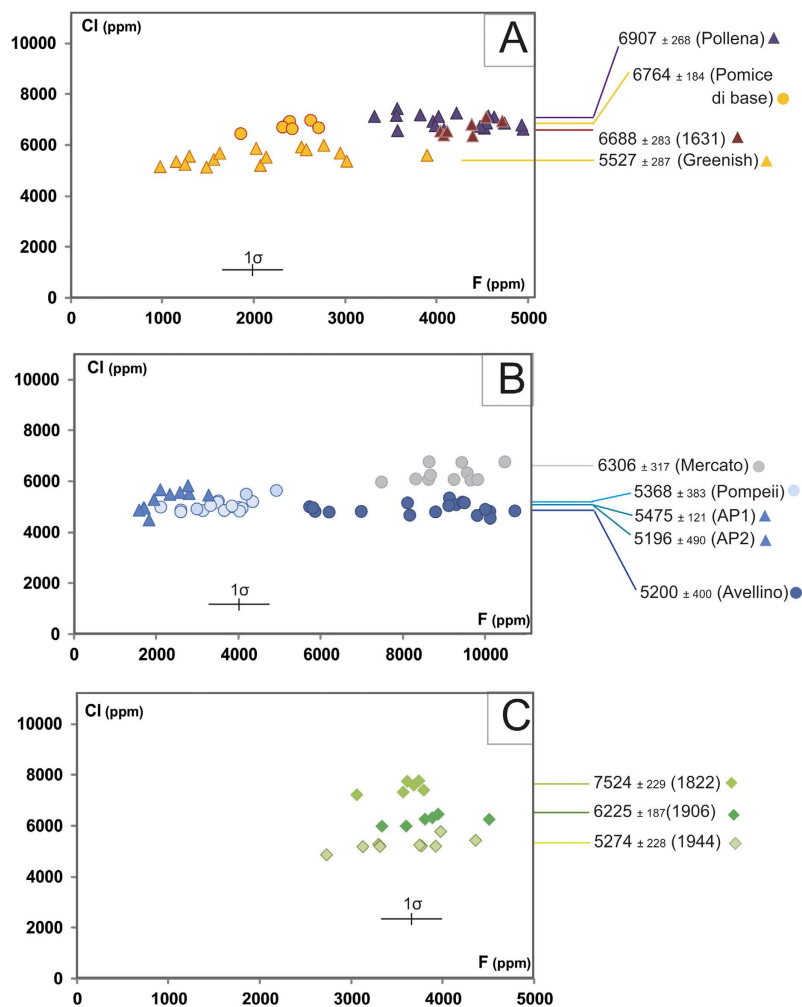 Cl (ppm)
A
10000
8000
6000
4000
2000
0
1σ
F (ppm)
0 1000 2000 3000 4000 5000
6907 ± 268 (Pollena)
6764 ± 184 (Pomice
di base)
6688 ± 283 (1631)
5527 ± 287 (Greenish)
Cl (ppm)
B
10000
8000
6000
4000
2000
0
1σ
F (ppm)
0 2000 4000 6000 8000 10000
6306 ± 317 (Mercato)
5368 ± 383 (Pompeii)
5475 ± 121 (AP1)
5196 ± 490 (AP2)
5200 ± 400 (Avellino)
Cl (ppm)
C
10000
8000
6000
4000
2000
0
1σ
F (ppm)
0 1000 2000 3000 4000 5000
7524 ± 229 (1822)
6225 ± 187(1906)
5274 ± 228 (1944)